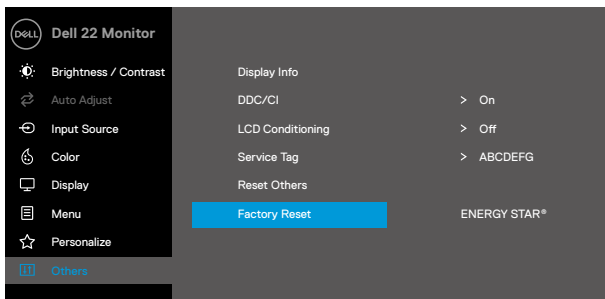 DELL Dell 22 Monitor
Brightness / Contrast Display Info
Auto Adjust DDC/CI > On
Input Source LCD Conditioning > Off
Color Service Tag > ABCDEFG
Display Reset Others
Menu Factory Reset ENERGY STAR®
Personalize
Others